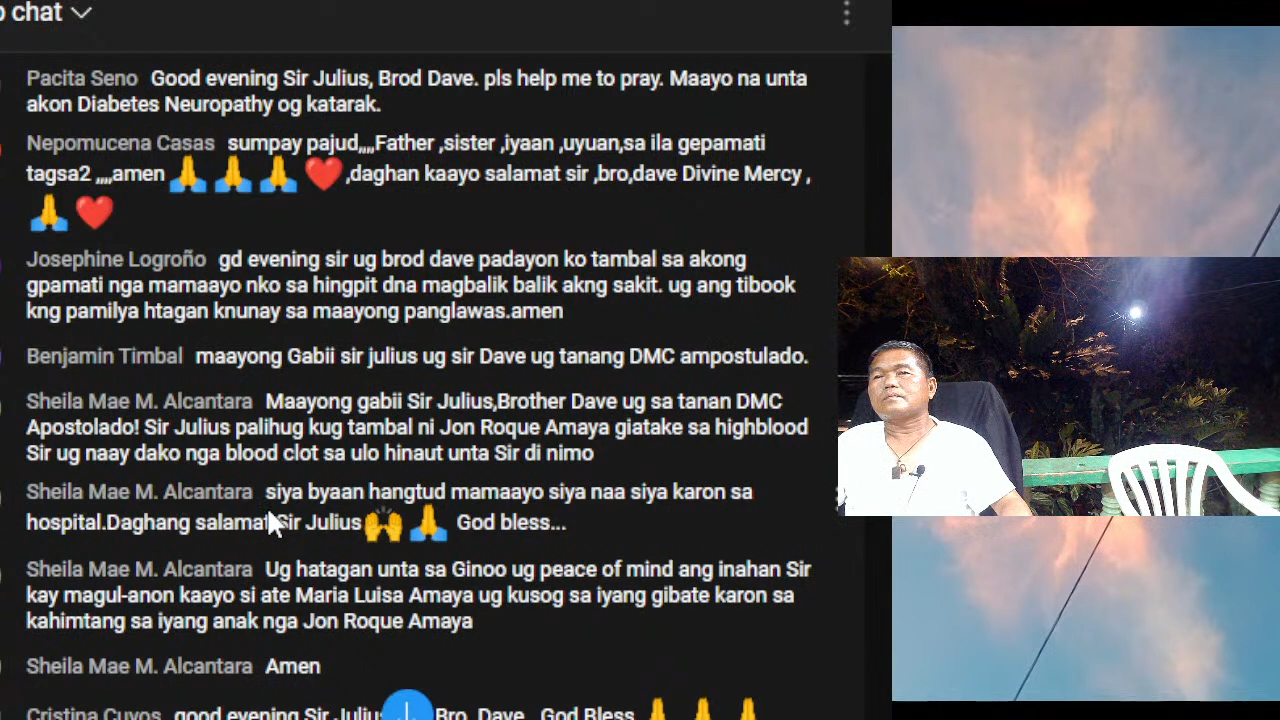 chat
Pacita Seno Good evening Sir Julius, Brod Dave. pls help me to pray. Maayo na unta
akon Diabetes Neuropathy og katarak.
Nepomucena Casas sumpay pajud,,,,Father ,sister ,iyaan ,uyuan,sa ila gepamati
tagsa2 ,,,,amen 🙏🙏🙏❤️ ,daghan kaayo salamat sir ,bro,dave Divine Mercy ,
🙏❤️
Josephine Logroño gd evening sir ug brod dave padayon ko tambal sa akong
gpamati nga mamaayo nko sa hingpit dna magbalik balik akng sakit. ug ang tibook
kng pamilya htagan knunay sa maayong panglawas.amen
Benjamin Timbal maayong Gabii sir julius ug sir Dave ug tanang DMC ampostulado.
Sheila Mae M. Alcantara Maayong gabii Sir Julius,Brother Dave ug sa tanan DMC
Apostolado! Sir Julius palihug kug tambal ni Jon Roque Amaya giatake sa highblood
Sir ug naay dako nga blood clot sa ulo hinaut unta Sir di nimo
Sheila Mae M. Alcantara siya byaan hangtud mamaayo siya naa siya karon sa
hospital.Daghang salamat Sir Julius🙌🙏 God bless...
Sheila Mae M. Alcantara Ug hatagan unta sa Ginoo ug peace of mind ang inahan Sir
kay magul-anon kaayo si ate Maria Luisa Amaya ug kusog sa iyang gibate karon sa
kahimtang sa iyang anak nga Jon Roque Amaya
Sheila Mae M. Alcantara Amen
Cristina Cuyos good evening Sir Julius Bro. Dave God Bless 🙏🙏🙏